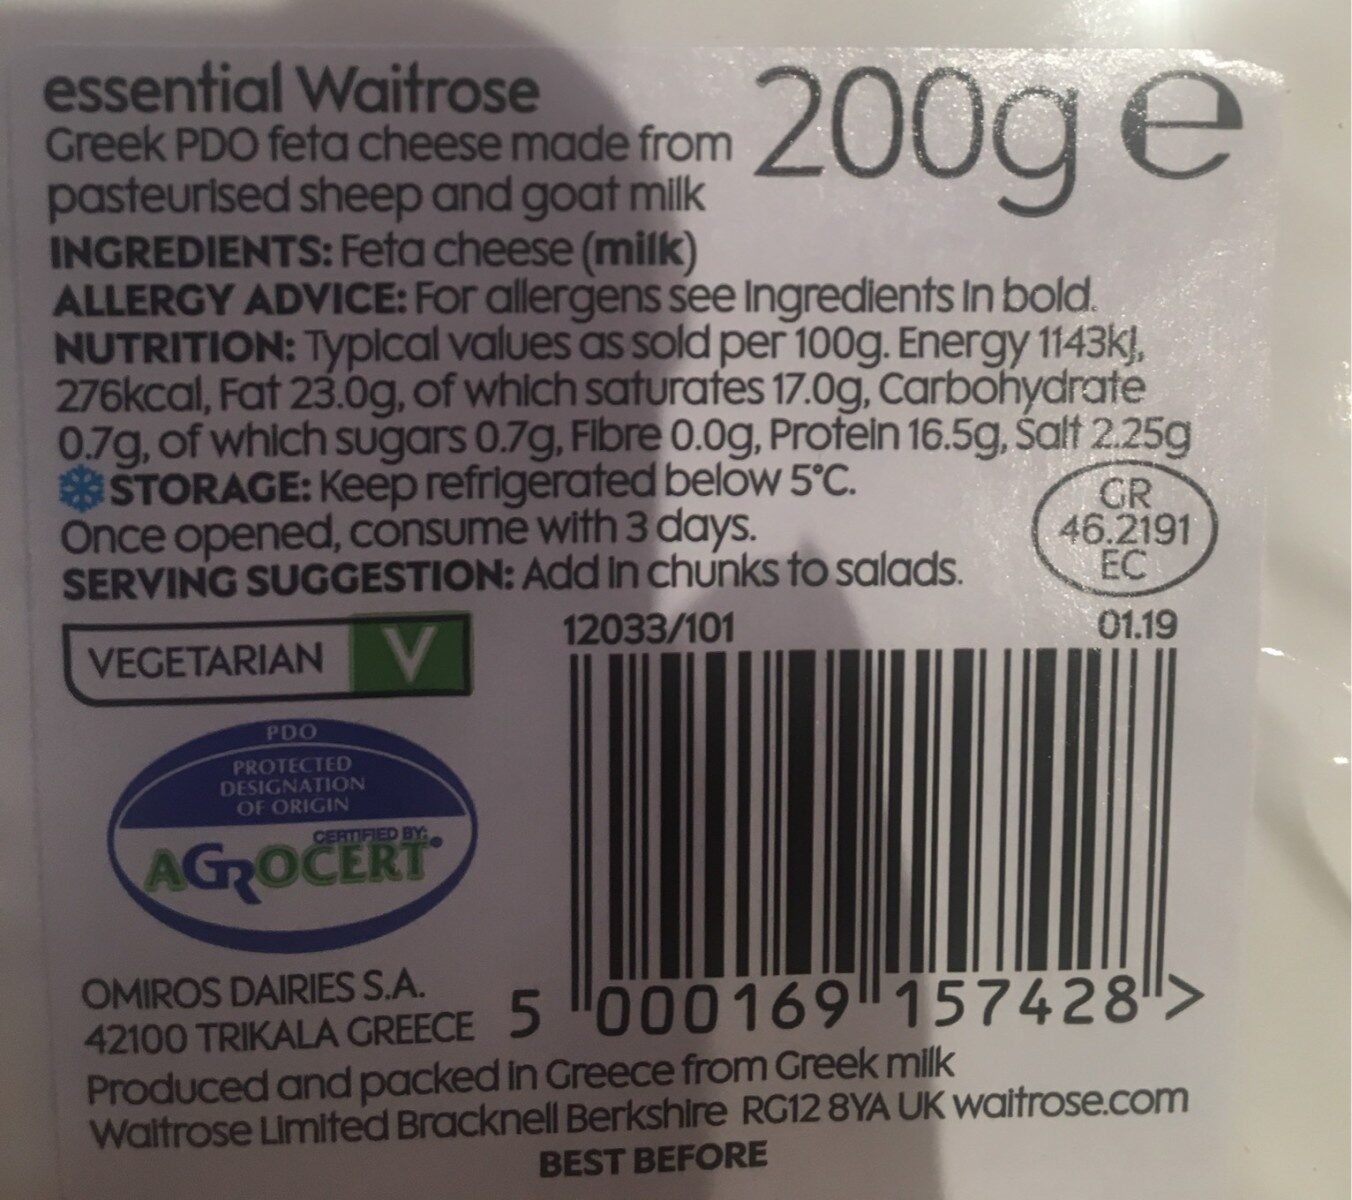 essential Waitrose
200g e
Greek PDO feta cheese made from
pasteurised sheep and goat milk
INGREDIENTS: Feta cheese (milk)
ALLERGY ADVICE: For allergens see Ingredients in bold.
NUTRITION: Typical values as sold per 100g. Energy 1143kJ,
276kcal, Fat 23.0g, of which saturates 17.0g, Carbohydrate
0.7g, of which sugars 0.7g, Fibre 0.0g, Protein 16.5g, Salt 2.25g
STORAGE: Keep refrigerated below 5°C.
Once opened, consume with 3 days.
SERVING SUGGESTION: Add in chunks to salads.
GR
46.2191
EC
VEGETARIAN V
12033/101
01.19
PDO
PROTECTED
DESIGNATION
OF ORIGIN
CERTIFIED BY:
AGROCERT
OMIROS DAIRIES S.A.
42100 TRIKALA GREECE
5 000169 157428 >
Produced and packed in Greece from Greek milk
Waitrose Limited Bracknell Berkshire RG12 8YA UK waitrose.com
BEST BEFORE